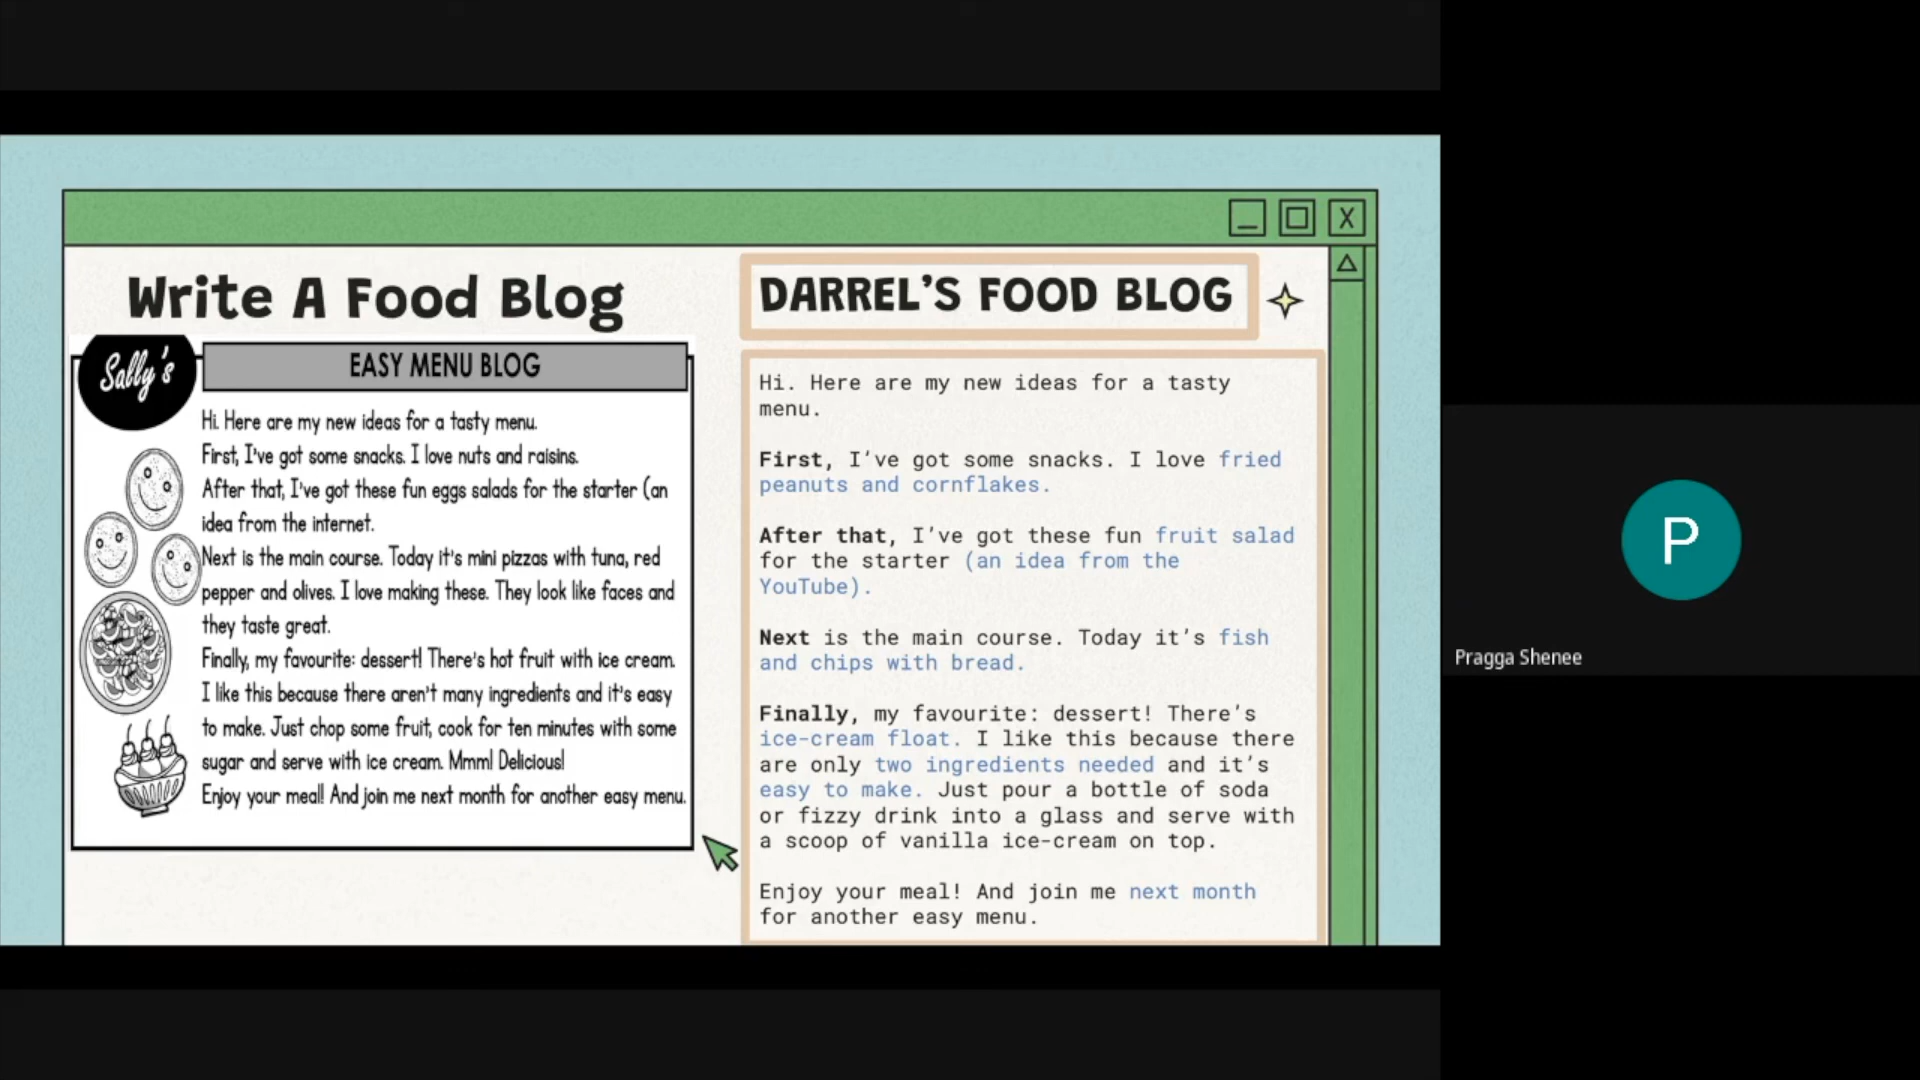 Write A Food Blog
Sally's
EASY MENU BLOG
Hi. Here are my new ideas for a tasty menu.
First, I've got some snacks. I love nuts and raisins.
After that, I've got these fun eggs salads for the starter (an
idea from the internet.
Next is the main course. Today it's mini pizzas with tuna, red
pepper and olives. I love making these. They look like faces and
they taste great.
Finally, my favourite: dessert! There's hot fruit with ice cream.
I like this because there aren't many ingredients and it's easy
to make. Just chop some fruit, cook for ten minutes with some
sugar and serve with ice cream. Mmm! Delicious!
Enjoy your meal! And join me next month for another easy menu.
DARREL'S FOOD BLOG
Hi. Here are my new ideas for a tasty
menu.
First, I've got some snacks. I love fried
peanuts and cornflakes.
After that, I've got these fun fruit salad
for the starter (an idea from the
YouTube).
Next is the main course. Today it's fish
and chips with bread.
Finally, my favourite: dessert! There's
ice-cream float. I like this because there
are only two ingredients needed and it's
easy to make. Just pour a bottle of soda
or fizzy drink into a glass and serve with
a scoop of vanilla ice-cream on top.
Enjoy your meal! And join me next month
for another easy menu.
X
P
Pragga Shenee